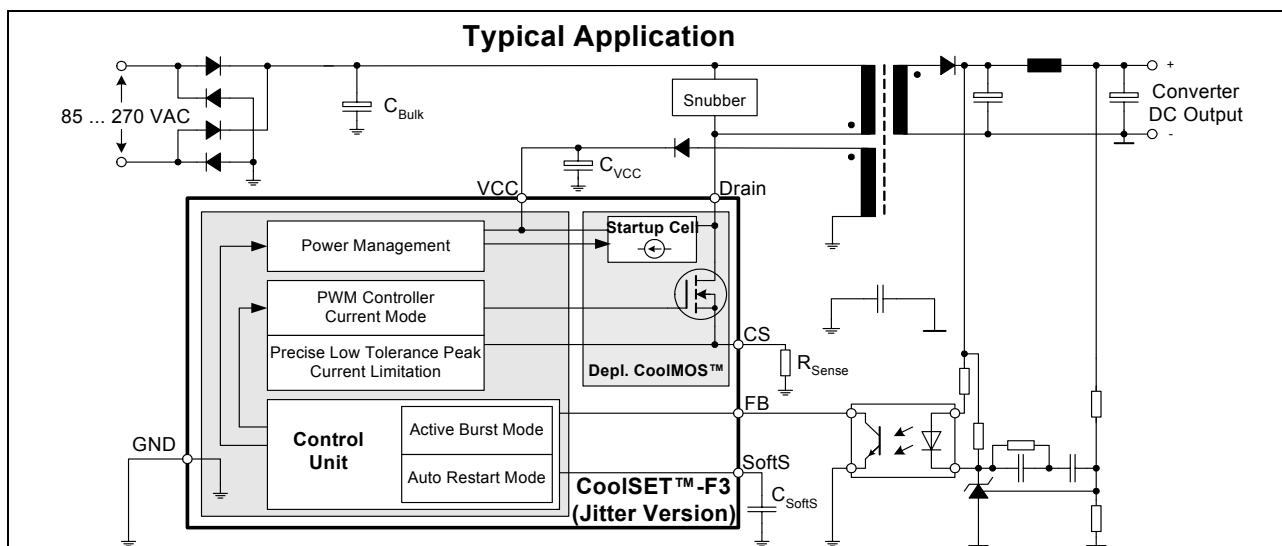 Typical Application
+
Snubber
Converter
DC Output
-
C Bulk
85 ... 270 VAC
C VCC
VCC
Drain
Power Management
Startup Cell
PWM Controller
Current Mode
Precise Low Tolerance Peak
Current Limitation
CS
R Sense
Depl. CoolMOS™
FB
GND
Control
Unit
Active Burst Mode
Auto Restart Mode
SoftS
C SoftS
CoolSET™-F3
(Jitter Version)